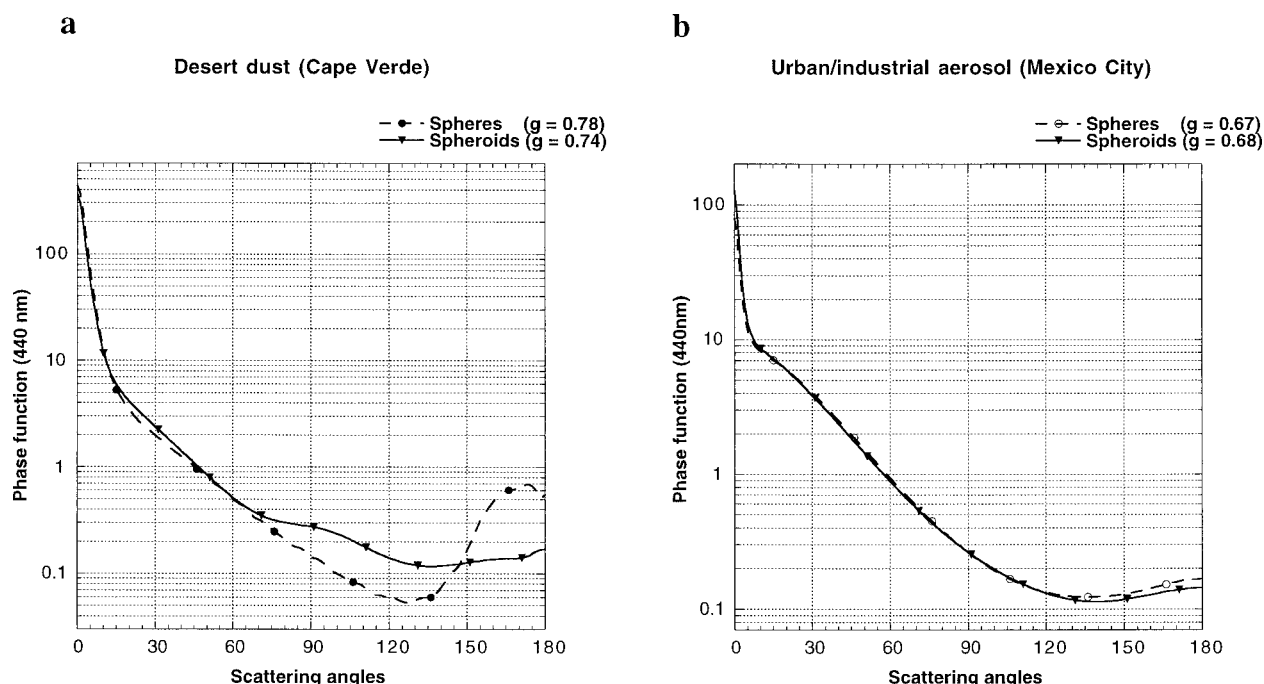 a
Desert dust (Cape Verde)
Spheres (g = 0.78)
Spheroids (g = 0.74)
Phase function (440 nm)
100
10
1
0.1
0 30 60 90 120 150 180
Scattering angles
b
Urban/industrial aerosol (Mexico City)
Spheres (g = 0.67)
Spheroids (g = 0.68)
Phase function (440nm)
100
10
1
0.1
0 30 60 90 120 150 180
Scattering angles